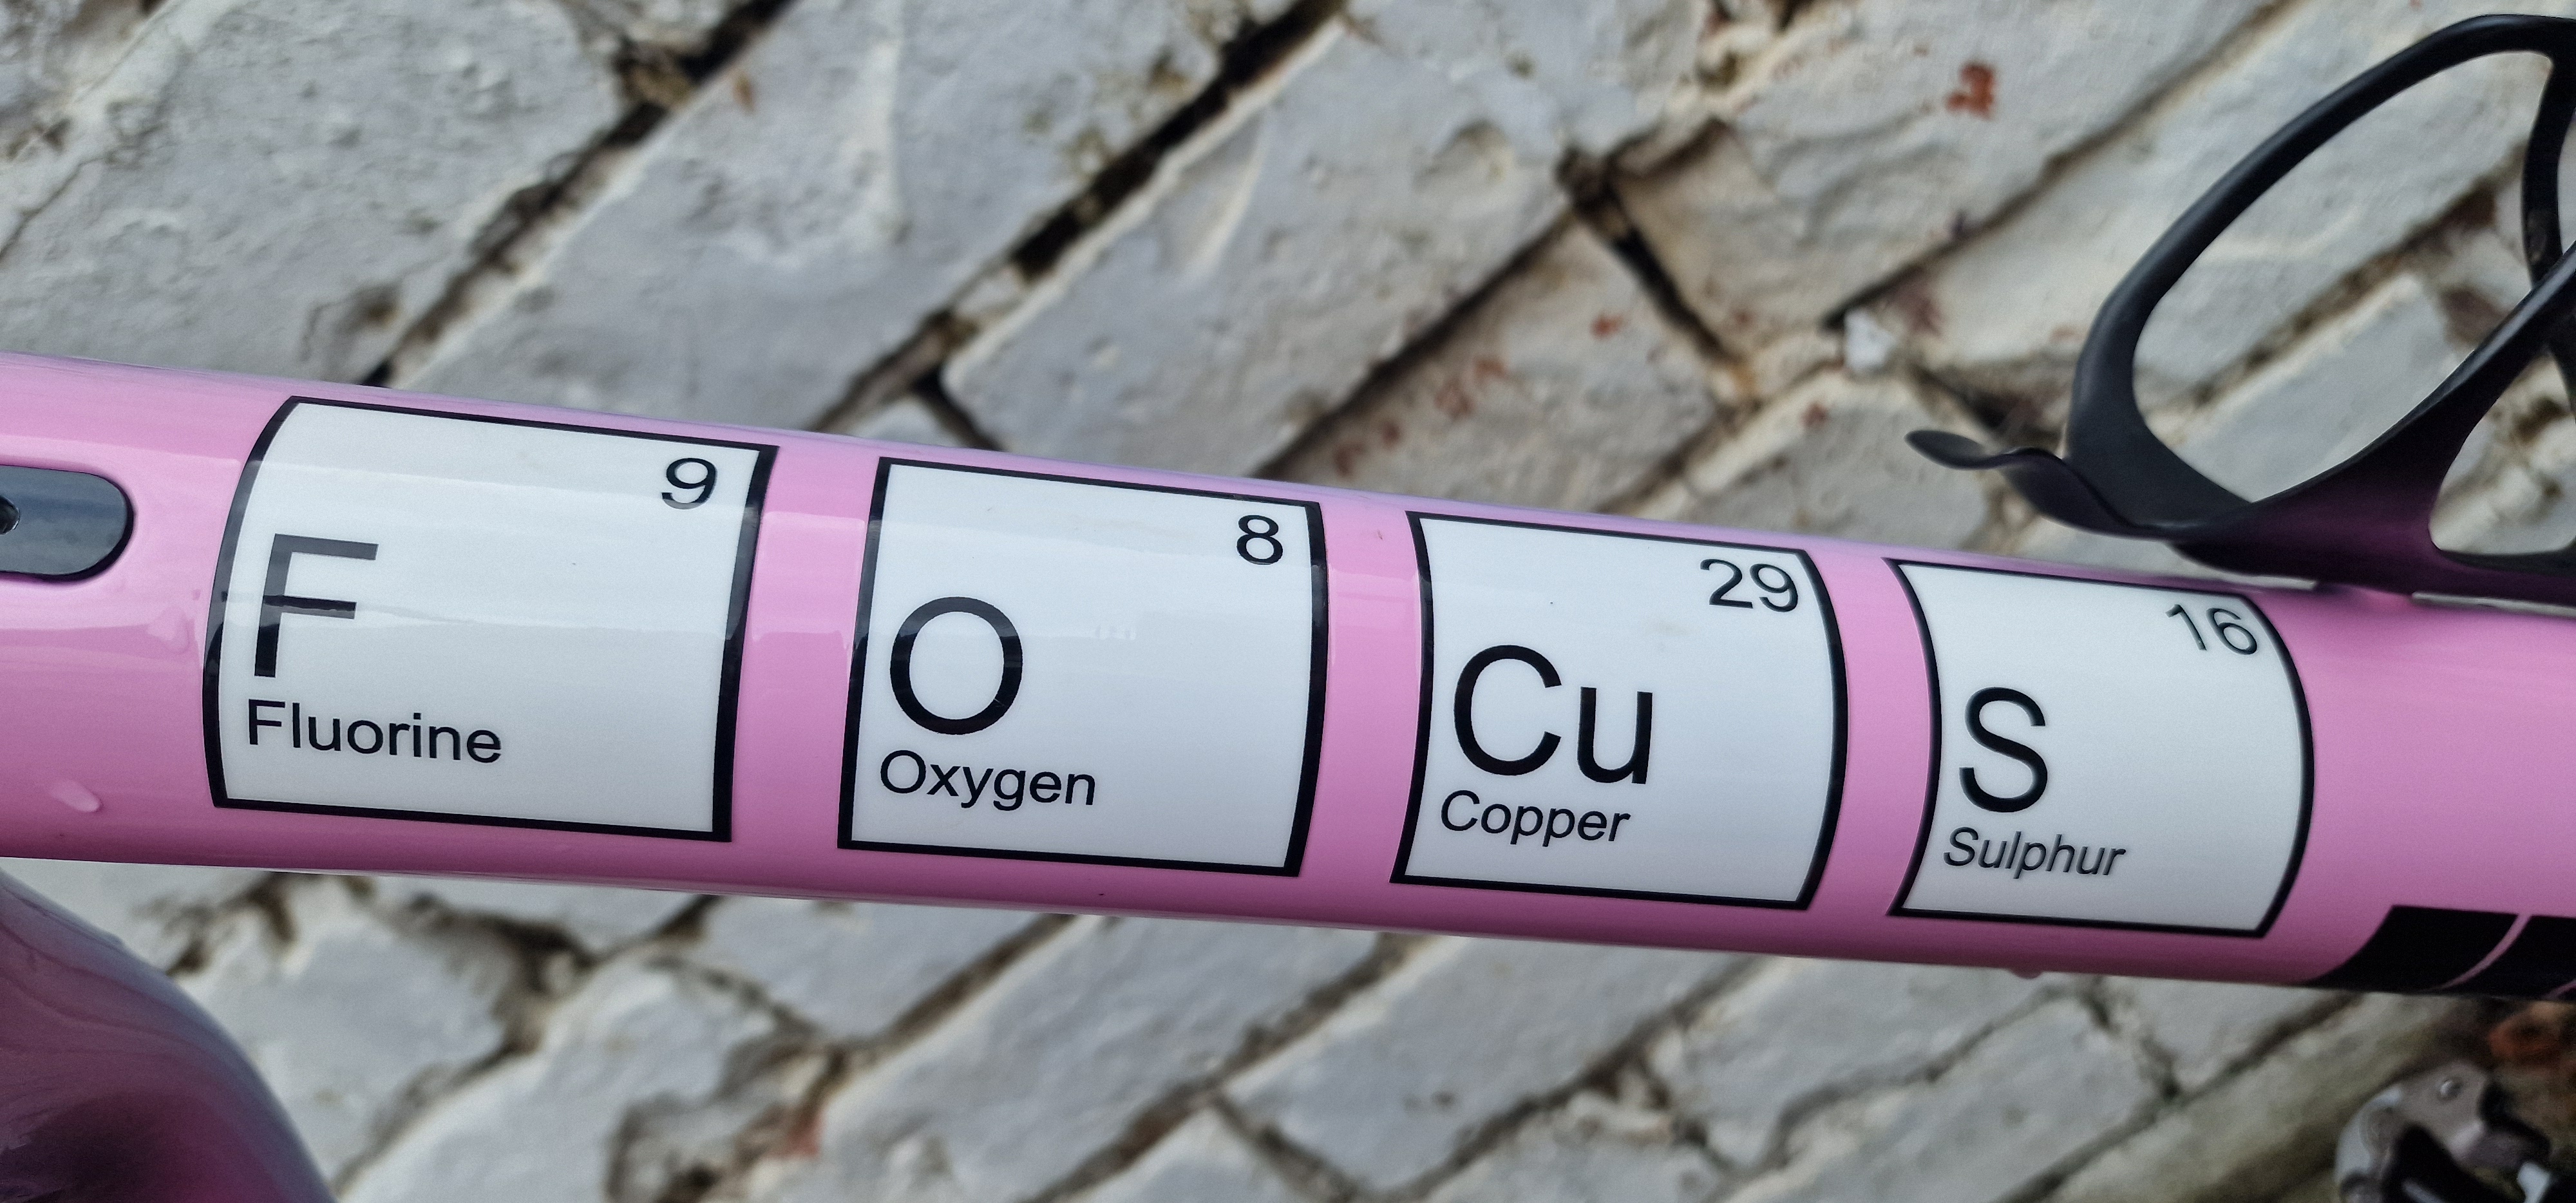 9
F
Fluorine
8
O
Oxygen
29
Cu
Copper
16
S
Sulphur